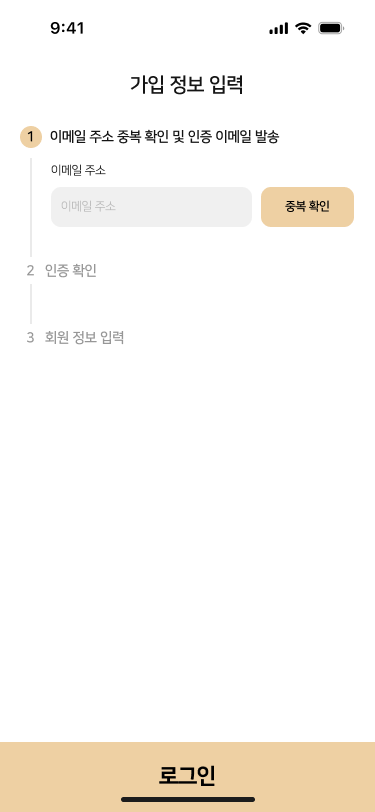 9:41
가입 정보 입력
1 이메일 주소 중복 확인 및 인증 이메일 발송
이메일 주소
이메일 주소 중복 확인
2 인증 확인
3 회원 정보 입력
로그인